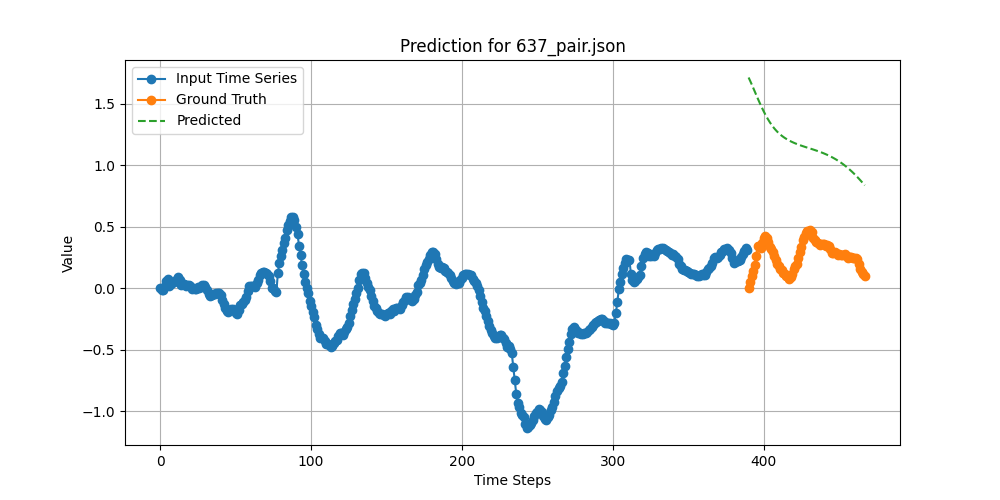 Prediction for 637_pair.json
Input Time Series
Ground Truth
Predicted
1.5
1.0
0.5
0.0
−0.5
−1.0
Value
0 100 200 300 400
Time Steps